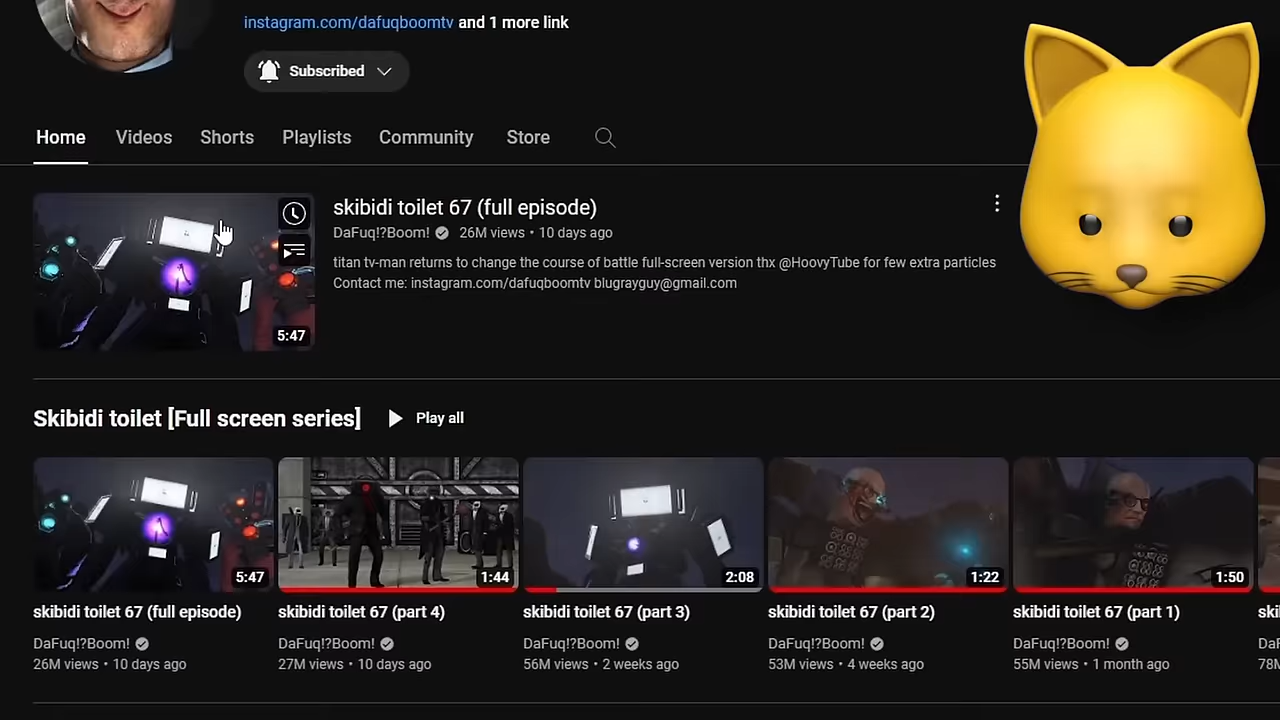 instagram.com/dafuqboomtv and 1 more link
Subscribed
Home Videos Shorts Playlists Community Store
skibidi toilet 67 (full episode)
DaFuq!?Boom! 26M views • 10 days ago
titan tv-man returns to change the course of battle full-screen version thx @HoovyTube for few extra particles
Contact me: instagram.com/dafuqboomtv blugrayguy@gmail.com
5:47
Skibidi toilet [Full screen series] Play all
5:47 1:44 2:08 1:22 1:50
skibidi toilet 67 (full episode) skibidi toilet 67 (part 4) skibidi toilet 67 (part 3) skibidi toilet 67 (part 2) skibidi toilet 67 (part 1) ski
DaFuq!?Boom! DaFuq!?Boom! DaFuq!?Boom! DaFuq!?Boom! DaFuq!?Boom! DaF
26M views • 10 days ago 27M views • 10 days ago 56M views • 2 weeks ago 53M views • 4 weeks ago 55M views • 1 month ago 78M